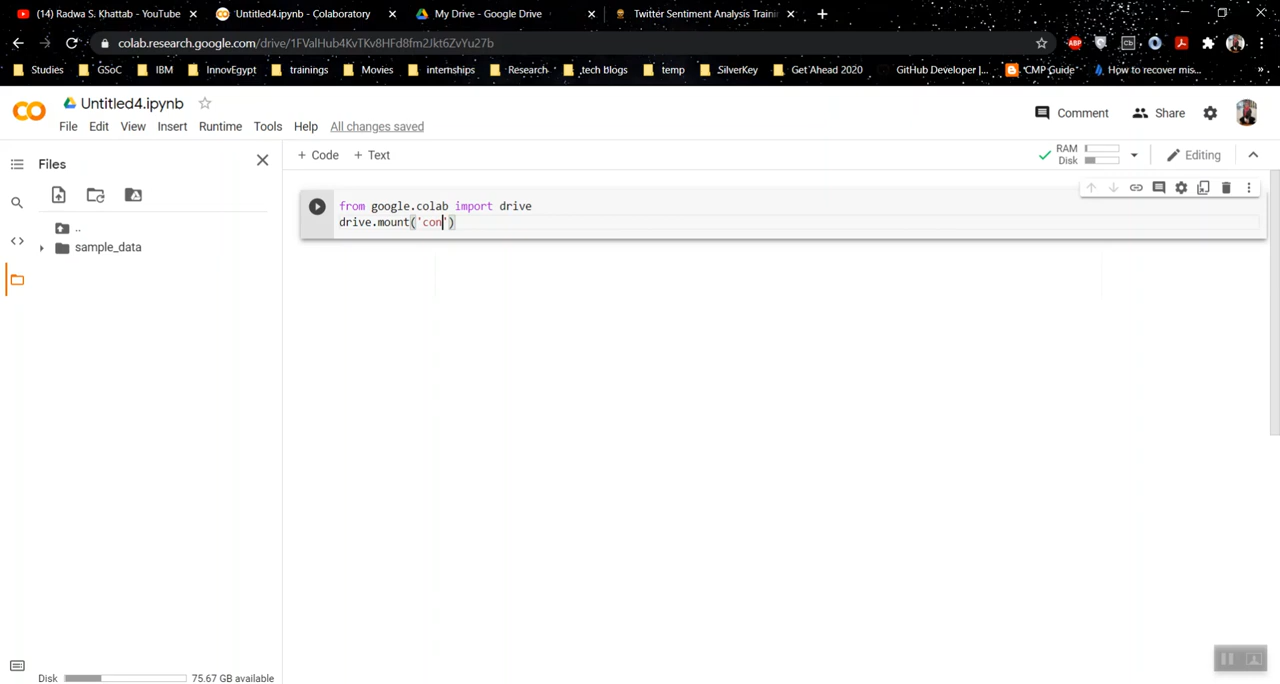 (14) Radwa S. Khattab - YouTube
Untitled4.ipynb - Colaboratory
My Drive - Google Drive
Twitter Sentiment Analysis Traini
colab.research.google.com/drive/1FValHub4KvTKv8HFd8fm2Jkt6ZvYu27b
ABP
Cb
Studies
GSoC
IBM
InnovEgypt
trainings
Movies
internships
Research
tech blogs
temp
SilverKey
Get Ahead 2020
GitHub Developer |...
CMP Guide
How to recover mis...
»
CO
Untitled4.ipynb
File Edit View Insert Runtime Tools Help All changes saved
Comment
Share
Files
+ Code + Text
RAM
Disk
Editing
..
sample_data
from google.colab import drive
drive.mount('con')
Disk
75.67 GB available